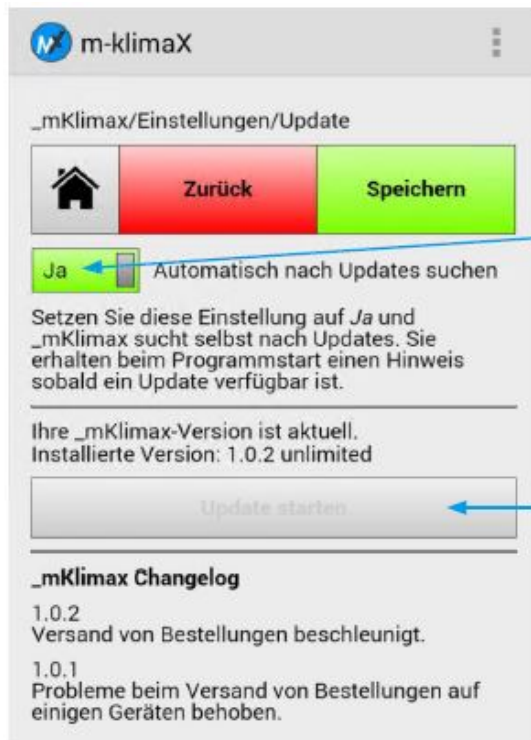 m-klimaX
_mKlimax/Einstellungen/Update
Zurück
Speichern
Ja
Automatisch nach Updates suchen
Setzen Sie diese Einstellung auf Ja und
_mKlimax sucht selbst nach Updates. Sie
erhalten beim Programmstart einen Hinweis
sobald ein Update verfügbar ist.
Ihre _mKlimax-Version ist aktuell.
Installierte Version: 1.0.2 unlimited
Update starten
_mKlimax Changelog
1.0.2
Versand von Bestellungen beschleunigt.
1.0.1
Probleme beim Versand von Bestellungen auf
einigen Geräten behoben.